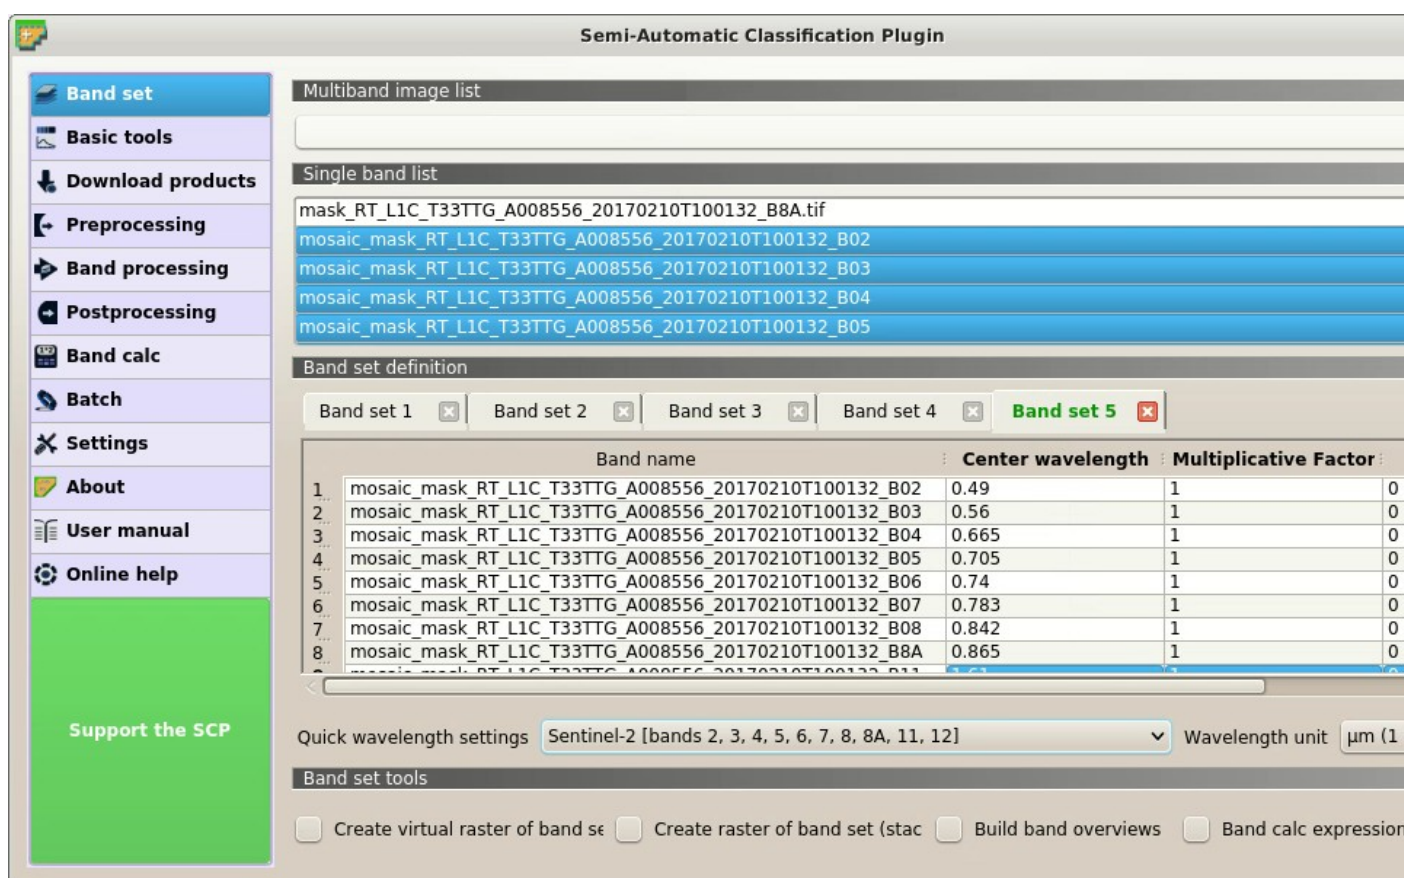 Semi-Automatic Classification Plugin
Band set
Basic tools
Download products
Preprocessing
Band processing
Postprocessing
Band calc
Batch
Settings
About
User manual
Online help
Support the SCP
Multiband image list
Single band list
mask_RT_L1C_T33TTG_A008556_20170210T100132_B8A.tif
mosaic_mask_RT_L1C_T33TTG_A008556_20170210T100132_B02
mosaic_mask_RT_L1C_T33TTG_A008556_20170210T100132_B03
mosaic_mask_RT_L1C_T33TTG_A008556_20170210T100132_B04
mosaic_mask_RT_L1C_T33TTG_A008556_20170210T100132_B05
Band set definition
Band set 1 Band set 2 Band set 3 Band set 4 Band set 5
Band name Center wavelength Multiplicative Factor
1 mosaic_mask_RT_L1C_T33TTG_A008556_20170210T100132_B02 0.49 1 0
2 mosaic_mask_RT_L1C_T33TTG_A008556_20170210T100132_B03 0.56 1 0
3 mosaic_mask_RT_L1C_T33TTG_A008556_20170210T100132_B04 0.665 1 0
4 mosaic_mask_RT_L1C_T33TTG_A008556_20170210T100132_B05 0.705 1 0
5 mosaic_mask_RT_L1C_T33TTG_A008556_20170210T100132_B06 0.74 1 0
6 mosaic_mask_RT_L1C_T33TTG_A008556_20170210T100132_B07 0.783 1 0
7 mosaic_mask_RT_L1C_T33TTG_A008556_20170210T100132_B08 0.842 1 0
8 mosaic_mask_RT_L1C_T33TTG_A008556_20170210T100132_B8A 0.865 1 0
Quick wavelength settings Sentinel-2 [bands 2, 3, 4, 5, 6, 7, 8, 8A, 11, 12] Wavelength unit µm (1
Band set tools
Create virtual raster of band se Create raster of band set (stac Build band overviews Band calc expression